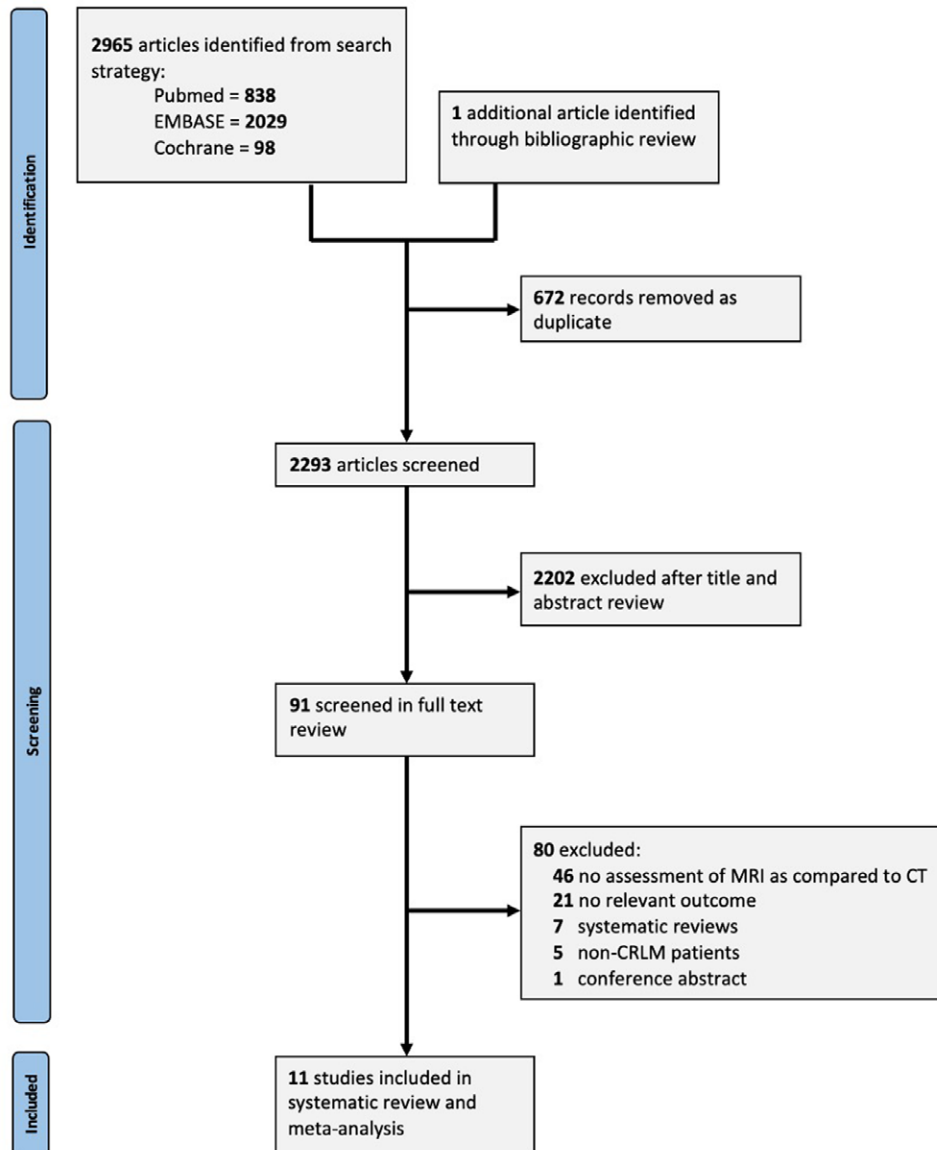 Identification
2965 articles identified from search
strategy:
Pubmed = 838
EMBASE = 2029
Cochrane = 98
1 additional article identified
through bibliographic review
672 records removed as
duplicate
Screening
2293 articles screened
2202 excluded after title and
abstract review
91 screened in full text
review
80 excluded:
46 no assessment of MRI as compared to CT
21 no relevant outcome
7 systematic reviews
5 non-CRLM patients
1 conference abstract
Included
11 studies included in
systematic review and
meta-analysis